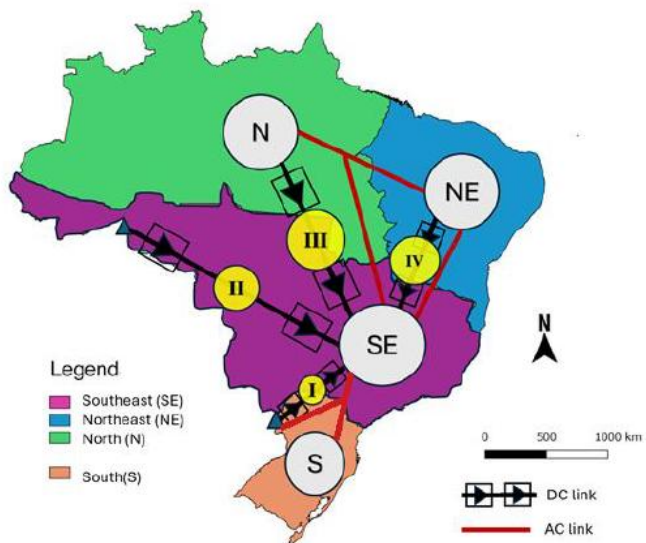 N
NE
III
IV
II
SE
N
Legend
I
Southeast (SE)
Northeast (NE)
North (N)
0 500 1000 km
S
South(S)
DC link
AC link